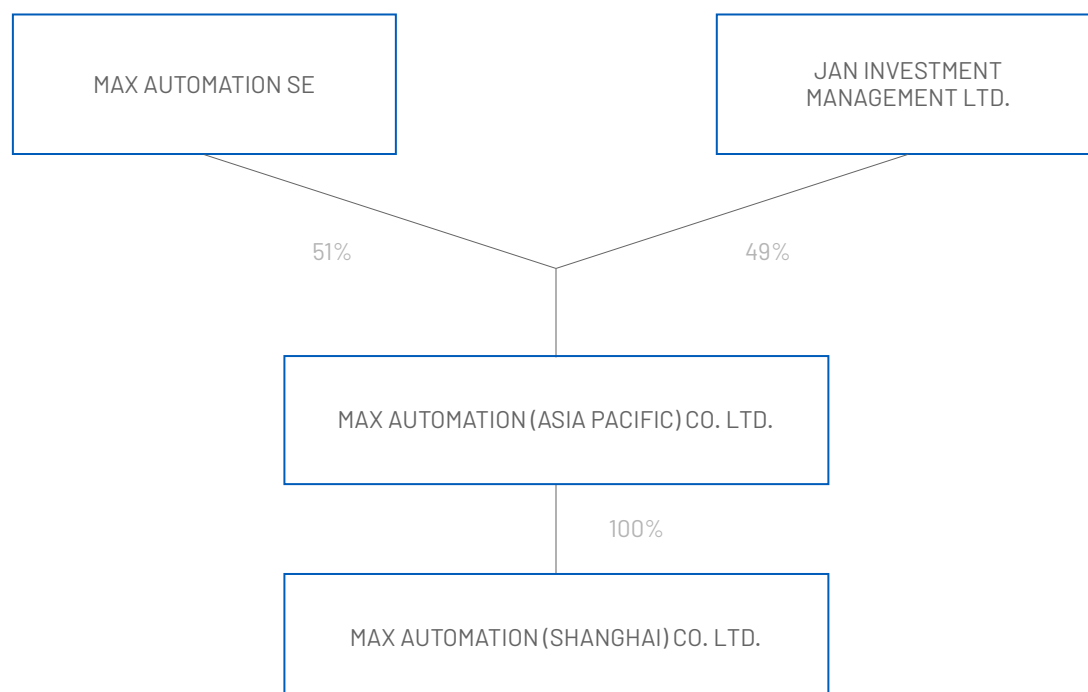 MAX AUTOMATION SE
JAN INVESTMENT
MANAGEMENT LTD.
51%
49%
MAX AUTOMATION (ASIA PACIFIC) CO. LTD.
100%
MAX AUTOMATION (SHANGHAI) CO. LTD.